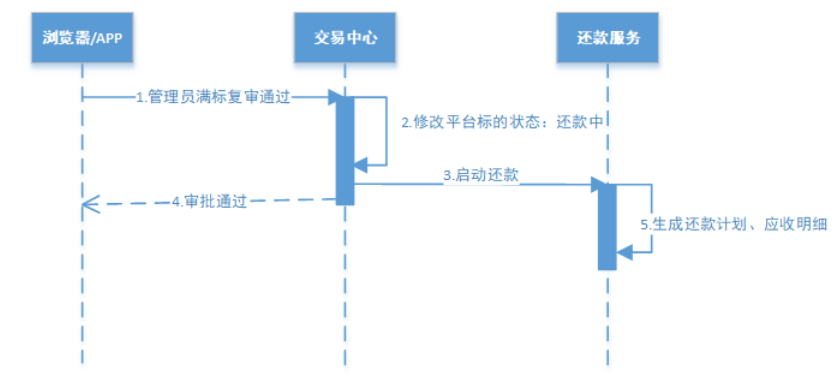 浏览器/APP
交易中心
还款服务
1.管理员满标复审通过
2.修改平台标的状态：还款中
3.启动还款
4.审批通过
5.生成还款计划、应收明细